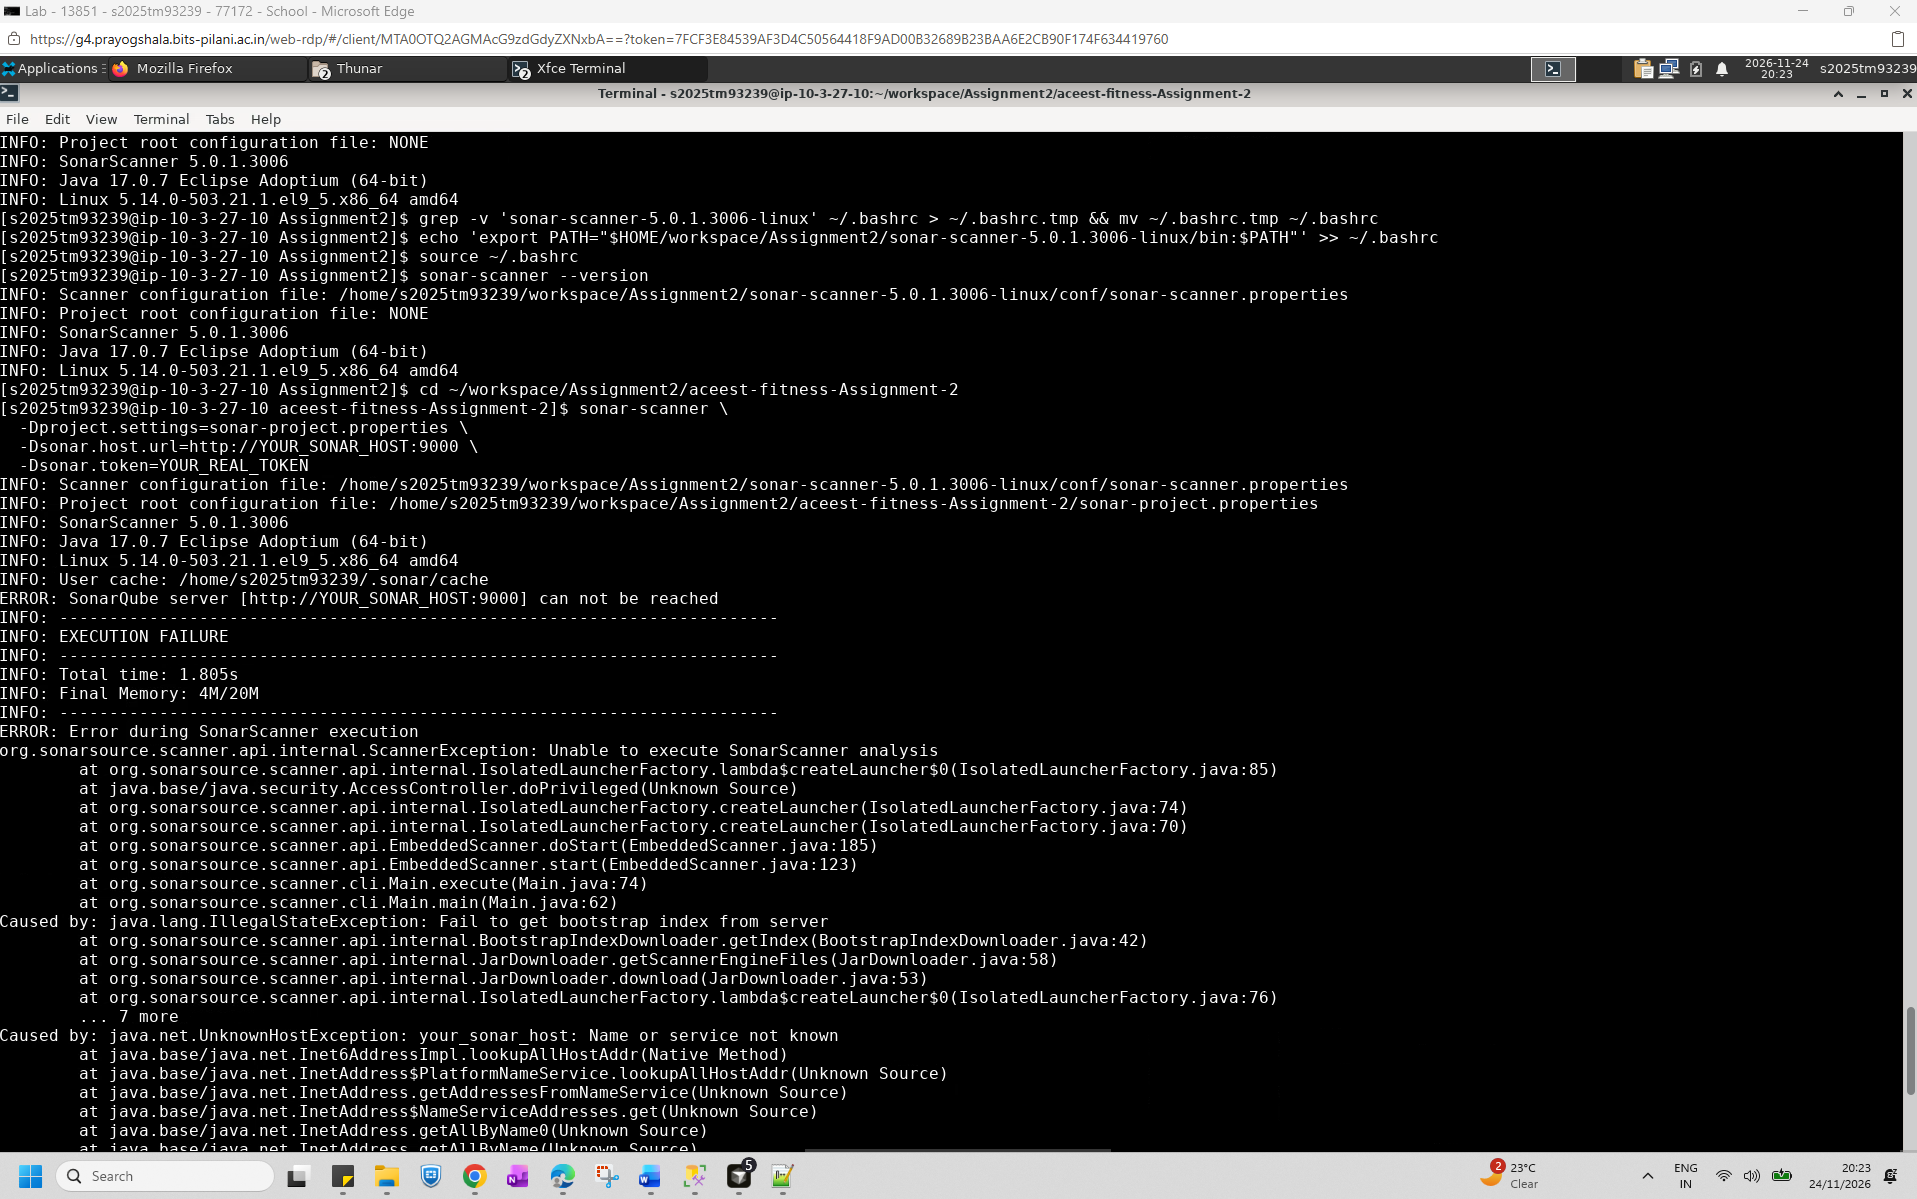 Lab - 13851 - s2025tm93239 - 77172 - School - Microsoft Edge
https://g4.prayogshala.bits-pilani.ac.in/web-rdp/#/client/MTA0OTQ2AGMAcG9zdGdyZXNxbA==?token=7FCF3E84539AF3D4C50564418F9AD00B32689B23BAA6E2CB90F174F634419760
Applications Mozilla Firefox 2 Thunar 2 Xfce Terminal 2026-11-24 20:23 s2025tm93239
Terminal - s2025tm93239@ip-10-3-27-10:~/workspace/Assignment2/aceest-fitness-Assignment-2
File Edit View Terminal Tabs Help
INFO: Project root configuration file: NONE
INFO: SonarScanner 5.0.1.3006
INFO: Java 17.0.7 Eclipse Adoptium (64-bit)
INFO: Linux 5.14.0-503.21.1.el9_5.x86_64 amd64
[s2025tm93239@ip-10-3-27-10 Assignment2]$ grep -v 'sonar-scanner-5.0.1.3006-linux' ~/.bashrc > ~/.bashrc.tmp && mv ~/.bashrc.tmp ~/.bashrc
[s2025tm93239@ip-10-3-27-10 Assignment2]$ echo 'export PATH="$HOME/workspace/Assignment2/sonar-scanner-5.0.1.3006-linux/bin:$PATH"' >> ~/.bashrc
[s2025tm93239@ip-10-3-27-10 Assignment2]$ source ~/.bashrc
[s2025tm93239@ip-10-3-27-10 Assignment2]$ sonar-scanner --version
INFO: Scanner configuration file: /home/s2025tm93239/workspace/Assignment2/sonar-scanner-5.0.1.3006-linux/conf/sonar-scanner.properties
INFO: Project root configuration file: NONE
INFO: SonarScanner 5.0.1.3006
INFO: Java 17.0.7 Eclipse Adoptium (64-bit)
INFO: Linux 5.14.0-503.21.1.el9_5.x86_64 amd64
[s2025tm93239@ip-10-3-27-10 Assignment2]$ cd ~/workspace/Assignment2/aceest-fitness-Assignment-2
[s2025tm93239@ip-10-3-27-10 aceest-fitness-Assignment-2]$ sonar-scanner \
  -Dproject.settings=sonar-project.properties \
  -Dsonar.host.url=http://YOUR_SONAR_HOST:9000 \
  -Dsonar.token=YOUR_REAL_TOKEN
INFO: Scanner configuration file: /home/s2025tm93239/workspace/Assignment2/sonar-scanner-5.0.1.3006-linux/conf/sonar-scanner.properties
INFO: Project root configuration file: /home/s2025tm93239/workspace/Assignment2/aceest-fitness-Assignment-2/sonar-project.properties
INFO: SonarScanner 5.0.1.3006
INFO: Java 17.0.7 Eclipse Adoptium (64-bit)
INFO: Linux 5.14.0-503.21.1.el9_5.x86_64 amd64
INFO: User cache: /home/s2025tm93239/.sonar/cache
ERROR: SonarQube server [http://YOUR_SONAR_HOST:9000] can not be reached
INFO: ------------------------------------------------------------------------
INFO: EXECUTION FAILURE
INFO: ------------------------------------------------------------------------
INFO: Total time: 1.805s
INFO: Final Memory: 4M/20M
INFO: ------------------------------------------------------------------------
ERROR: Error during SonarScanner execution
org.sonarsource.scanner.api.internal.ScannerException: Unable to execute SonarScanner analysis
        at org.sonarsource.scanner.api.internal.IsolatedLauncherFactory.lambda$createLauncher$0(IsolatedLauncherFactory.java:85)
        at java.base/java.security.AccessController.doPrivileged(Unknown Source)
        at org.sonarsource.scanner.api.internal.IsolatedLauncherFactory.createLauncher(IsolatedLauncherFactory.java:74)
        at org.sonarsource.scanner.api.internal.IsolatedLauncherFactory.createLauncher(IsolatedLauncherFactory.java:70)
        at org.sonarsource.scanner.api.EmbeddedScanner.doStart(EmbeddedScanner.java:185)
        at org.sonarsource.scanner.api.EmbeddedScanner.start(EmbeddedScanner.java:123)
        at org.sonarsource.scanner.cli.Main.execute(Main.java:74)
        at org.sonarsource.scanner.cli.Main.main(Main.java:62)
Caused by: java.lang.IllegalStateException: Fail to get bootstrap index from server
        at org.sonarsource.scanner.api.internal.BootstrapIndexDownloader.getIndex(BootstrapIndexDownloader.java:42)
        at org.sonarsource.scanner.api.internal.JarDownloader.getScannerEngineFiles(JarDownloader.java:58)
        at org.sonarsource.scanner.api.internal.JarDownloader.download(JarDownloader.java:53)
        at org.sonarsource.scanner.api.internal.IsolatedLauncherFactory.lambda$createLauncher$0(IsolatedLauncherFactory.java:76)
        ... 7 more
Caused by: java.net.UnknownHostException: your_sonar_host: Name or service not known
        at java.base/java.net.Inet6AddressImpl.lookupAllHostAddr(Native Method)
        at java.base/java.net.InetAddress$PlatformNameService.lookupAllHostAddr(Unknown Source)
        at java.base/java.net.InetAddress.getAddressesFromNameService(Unknown Source)
        at java.base/java.net.InetAddress$NameServiceAddresses.get(Unknown Source)
        at java.base/java.net.InetAddress.getAllByName0(Unknown Source)
        at java.base/java.net.InetAddress.getAllByName(Unknown Source)
Search 5 2 23°C Clear ENG IN 20:23 24/11/2026